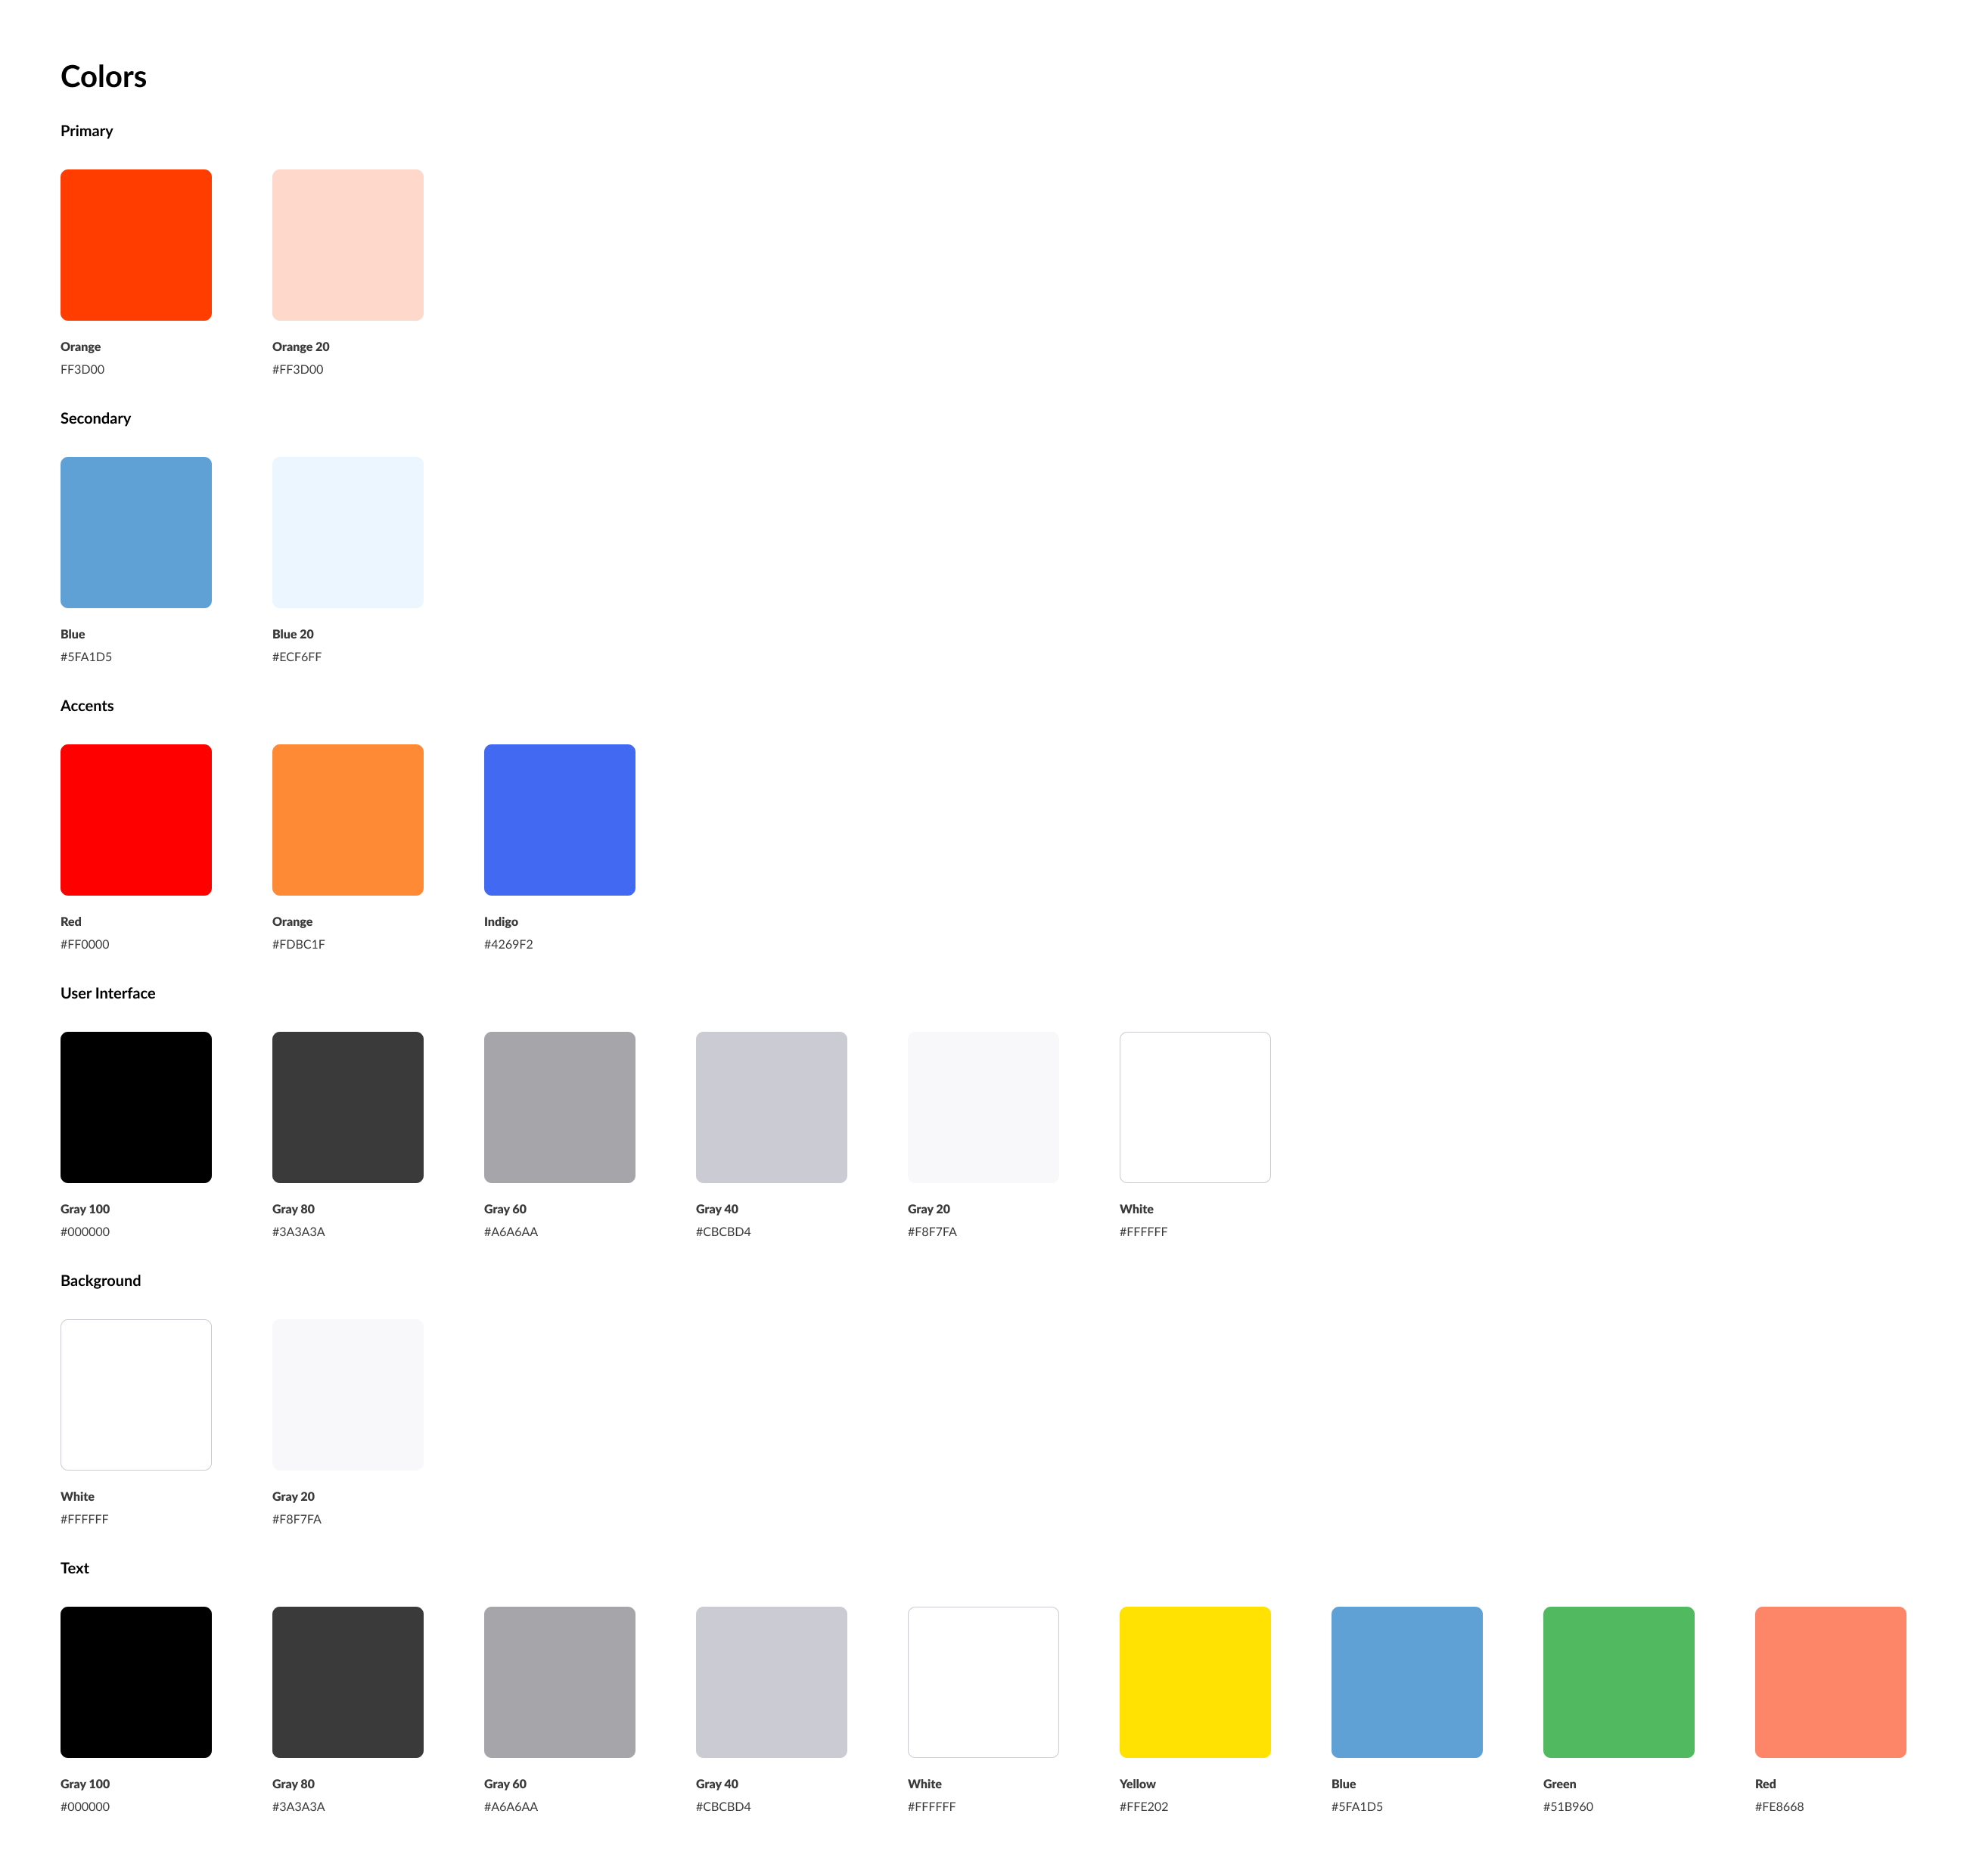 Colors
Primary
Orange
FF3D00
Orange 20
#FF3D00
Secondary
Blue
#5FA1D5
Blue 20
#ECF6FF
Accents
Red
#FF0000
Orange
#FDBC1F
Indigo
#4269F2
User Interface
Gray 100
#000000
Gray 80
#3A3A3A
Gray 60
#A6A6AA
Gray 40
#CBCBD4
Gray 20
#F8F7FA
White
#FFFFFF
Background
White
#FFFFFF
Gray 20
#F8F7FA
Text
Gray 100
#000000
Gray 80
#3A3A3A
Gray 60
#A6A6AA
Gray 40
#CBCBD4
White
#FFFFFF
Yellow
#FFE202
Blue
#5FA1D5
Green
#51B960
Red
#FE8668